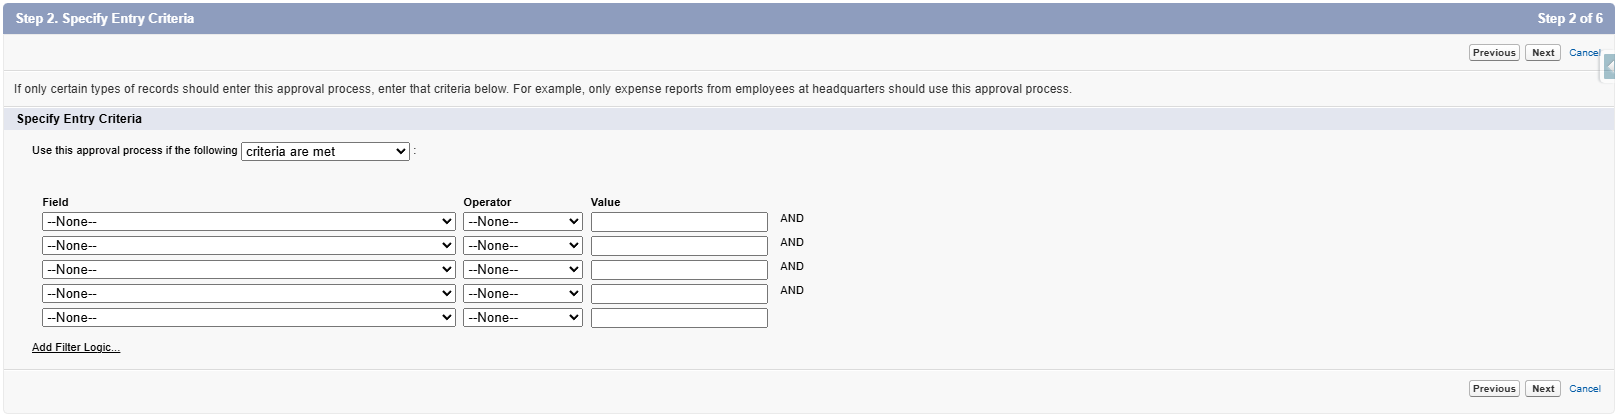 Step 2. Specify Entry Criteria Step 2 of 6
Previous Next Cancel
If only certain types of records should enter this approval process, enter that criteria below. For example, only expense reports from employees at headquarters should use this approval process.
Specify Entry Criteria
Use this approval process if the following criteria are met :
Field Operator Value
--None-- --None-- AND
--None-- --None-- AND
--None-- --None-- AND
--None-- --None-- AND
--None-- --None--
Add Filter Logic...
Previous Next Cancel